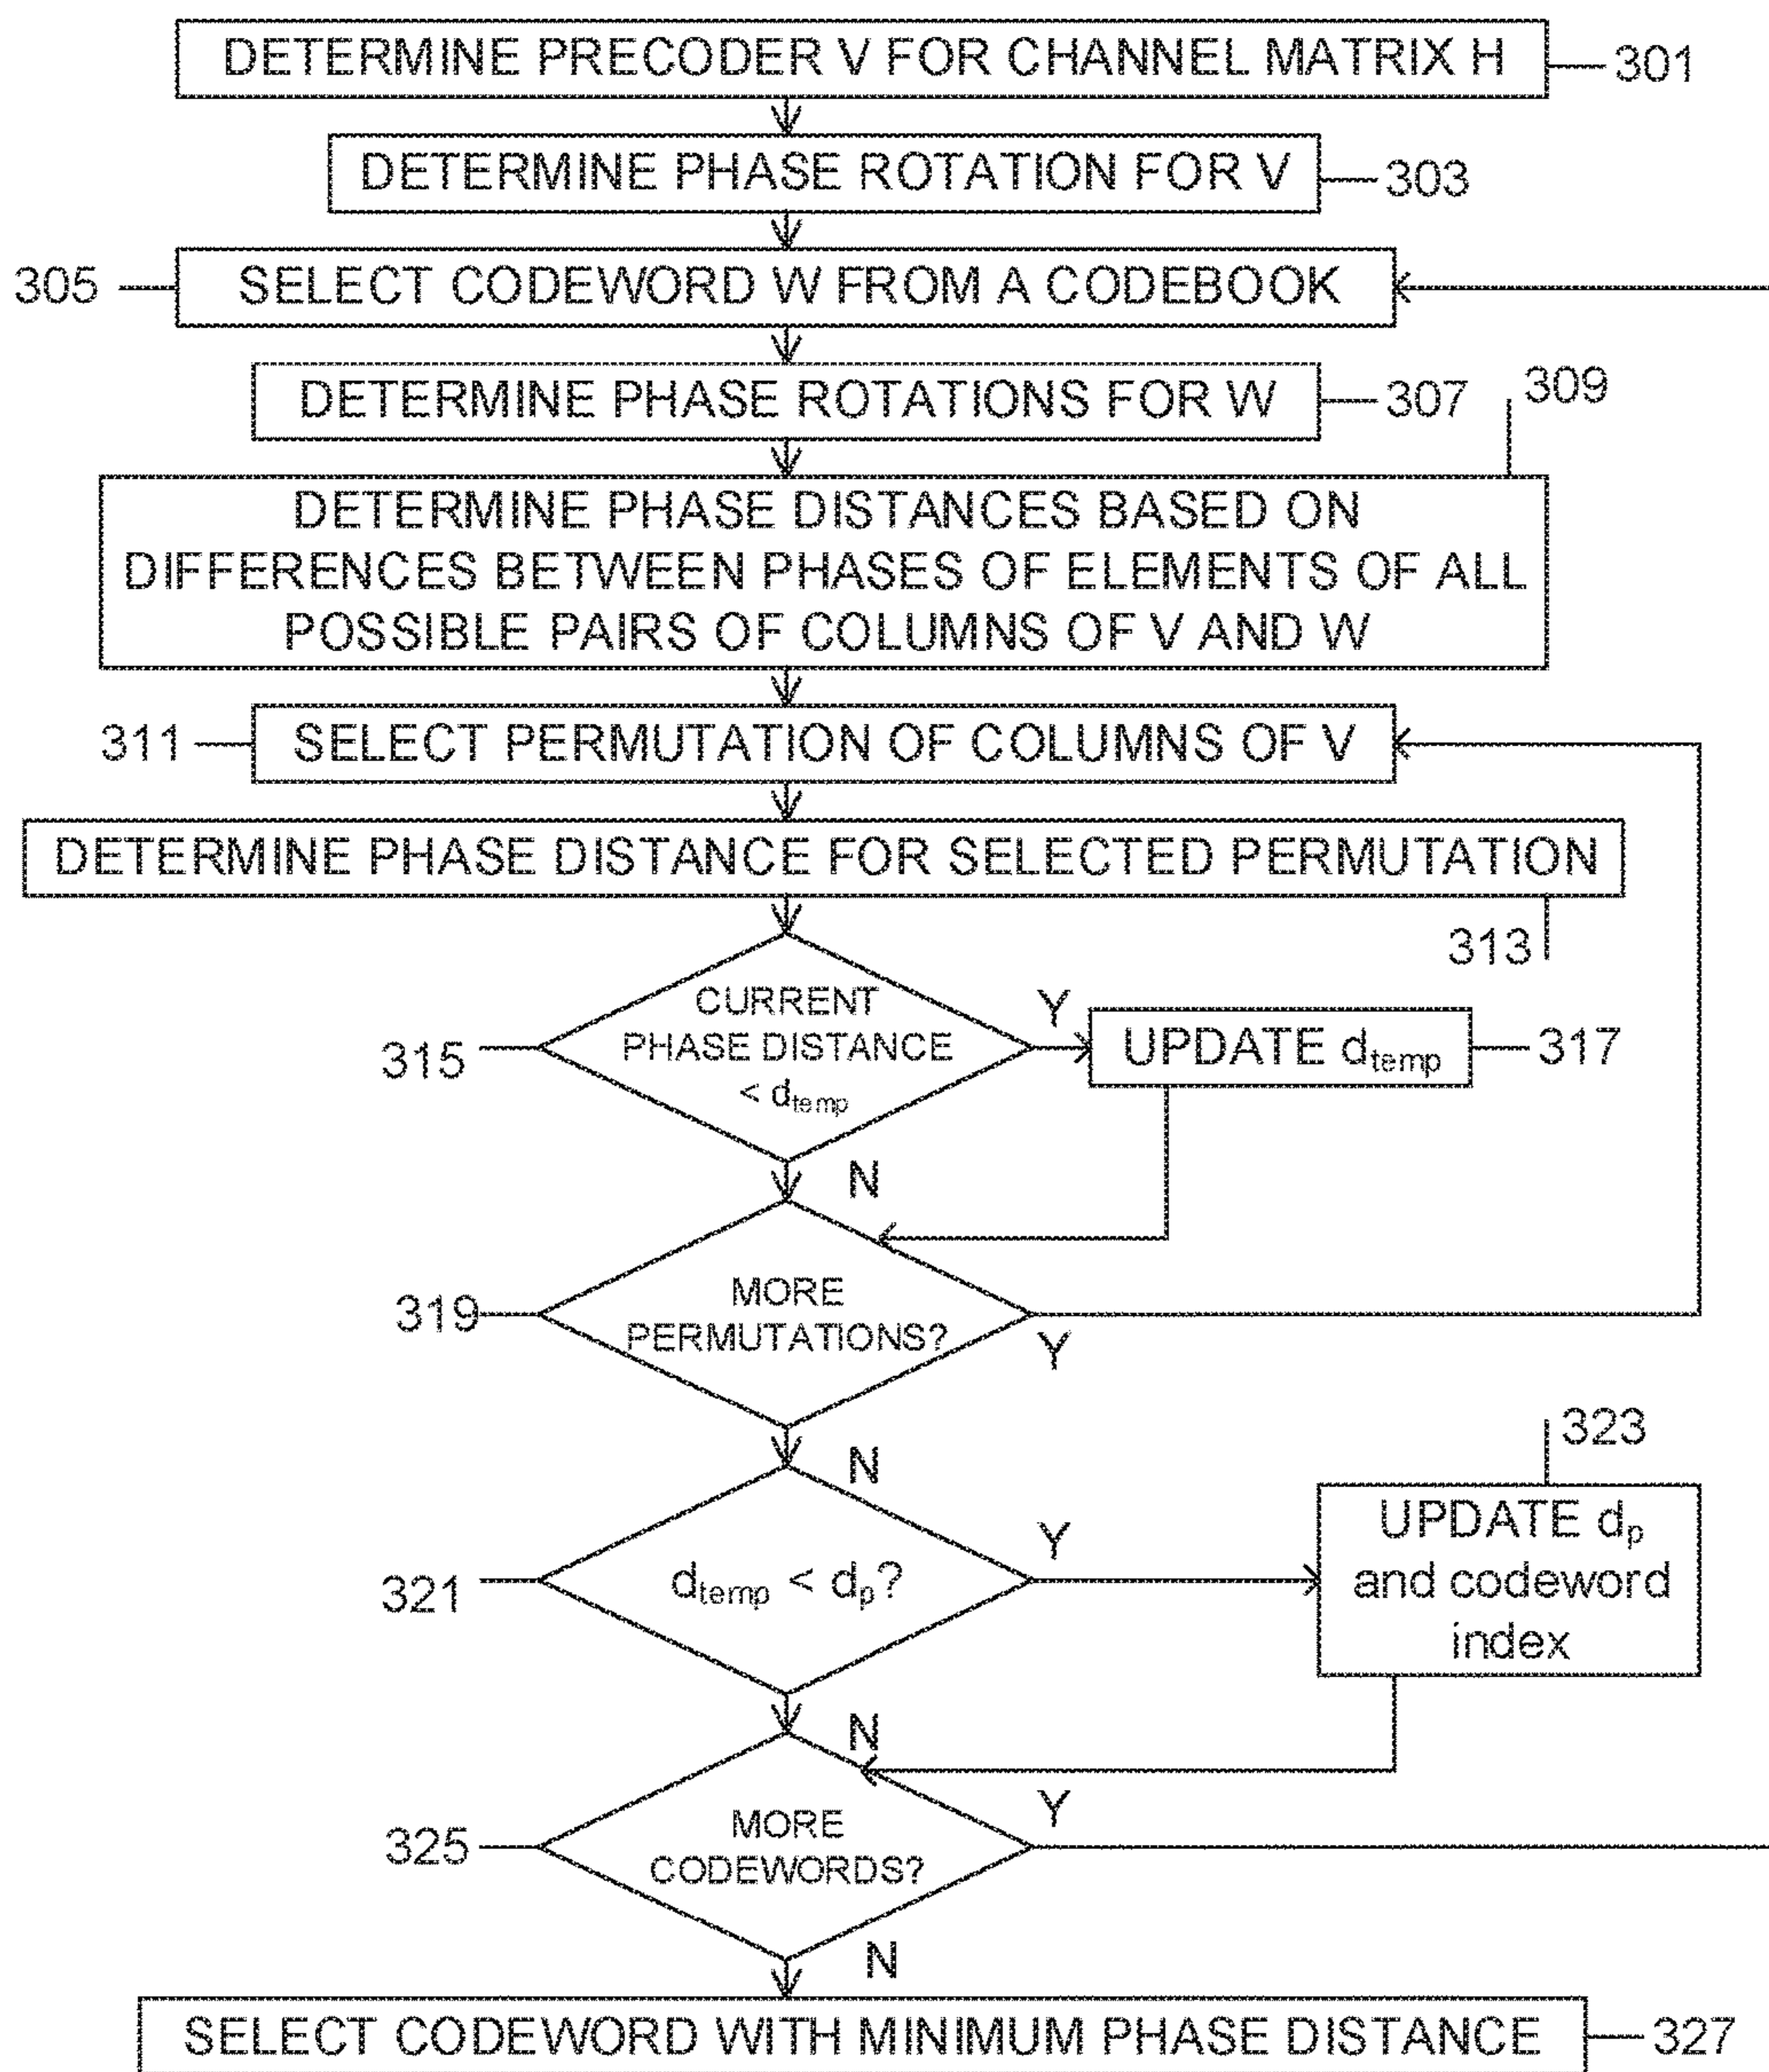 DETERMINE PRECODER V FOR CHANNEL MATRIX H
301
DETERMINE PHASE ROTATION FOR V
303
305
SELECT CODEWORD W FROM A CODEBOOK
DETERMINE PHASE ROTATIONS FOR W
307
309
DETERMINE PHASE DISTANCES BASED ON
DIFFERENCES BETWEEN PHASES OF ELEMENTS OF ALL
POSSIBLE PAIRS OF COLUMNS OF V AND W
311
SELECT PERMUTATION OF COLUMNS OF V
DETERMINE PHASE DISTANCE FOR SELECTED PERMUTATION
313
315
CURRENT
PHASE DISTANCE
< dtemp
Y
UPDATE dtemp
317
N
319
MORE
PERMUTATIONS?
Y
N
323
321
dtemp < dp?
Y
UPDATE dp
and codeword
index
N
325
MORE
CODEWORDS?
Y
N
SELECT CODEWORD WITH MINIMUM PHASE DISTANCE
327